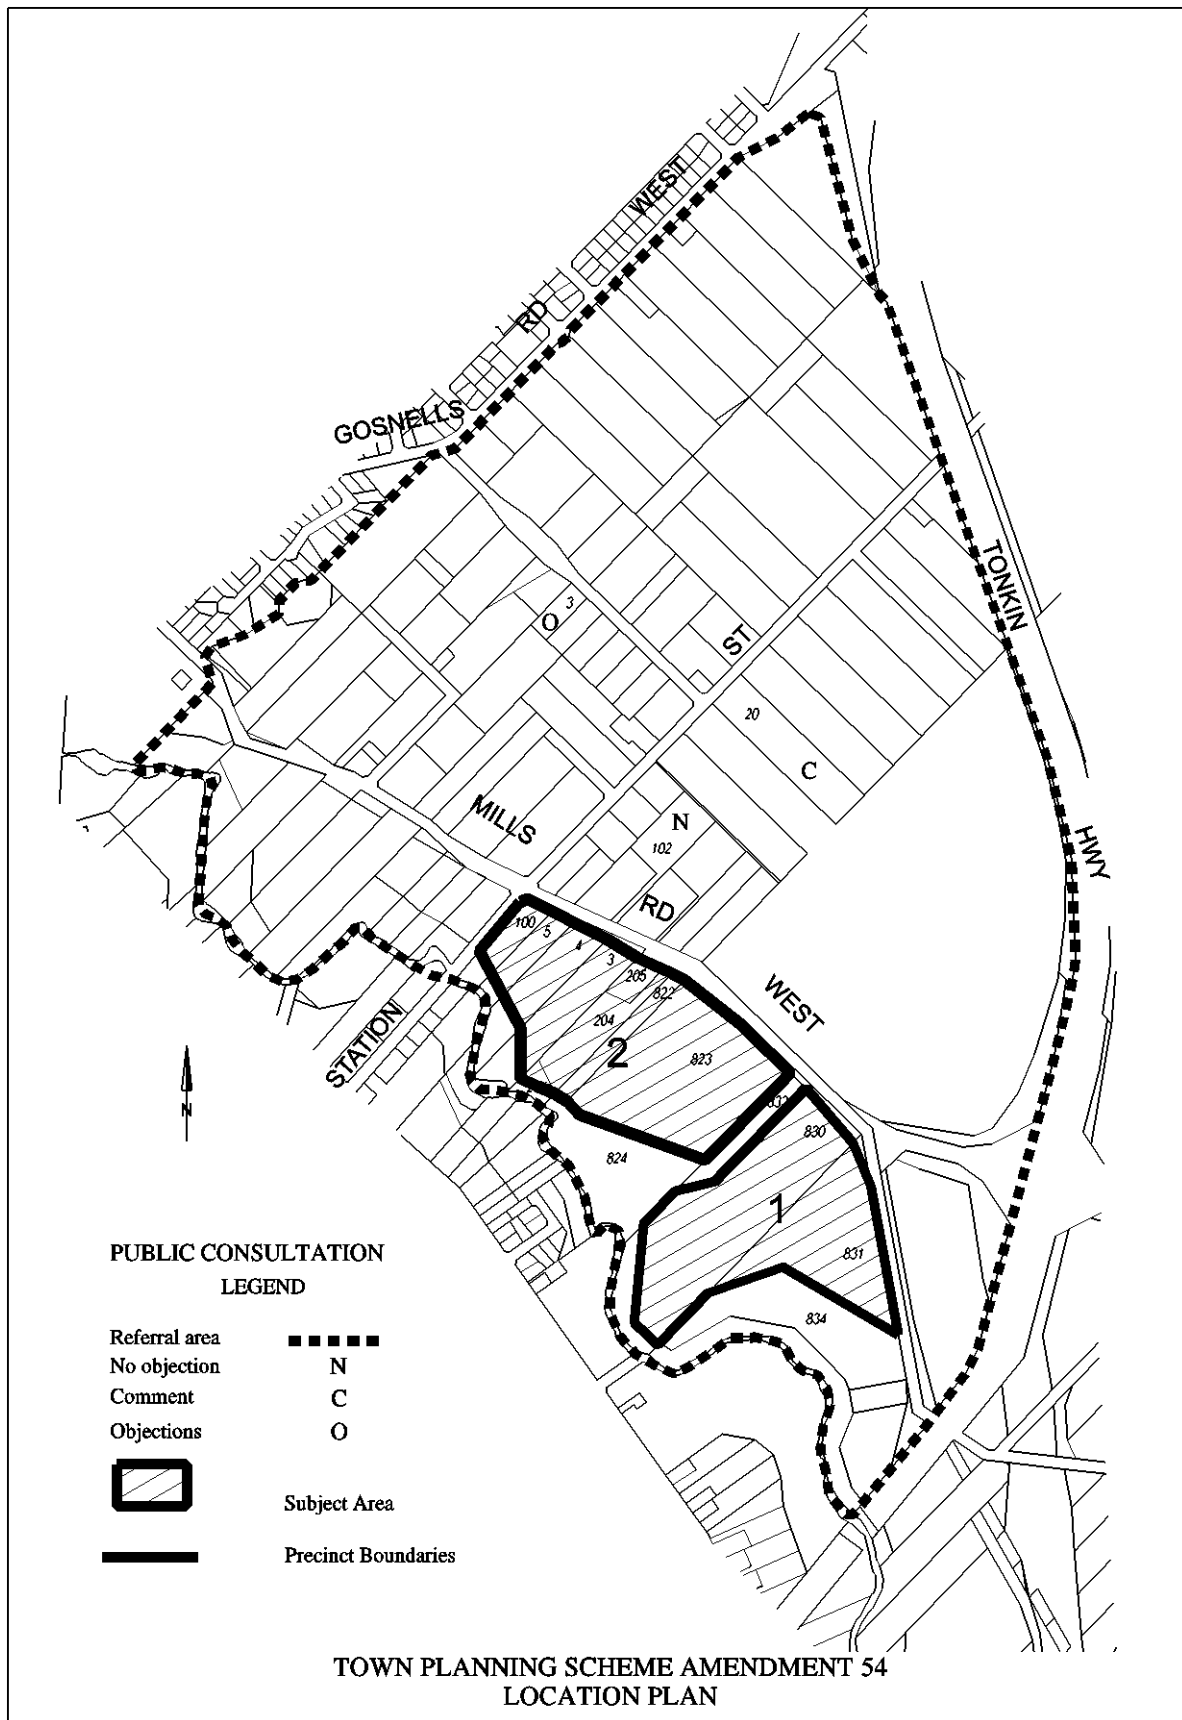 WEST
RD
GOSNELLS
TONKIN
3
O
ST
20
C
MILLS
N
102
HWY
RD
100
5
4
3
205
822
WEST
204
STATION
2
823
N
832
830
824
1
831
834
PUBLIC CONSULTATION
LEGEND
Referral area
No objection N
Comment C
Objections O
Subject Area
Precinct Boundaries
TOWN PLANNING SCHEME AMENDMENT 54
LOCATION PLAN